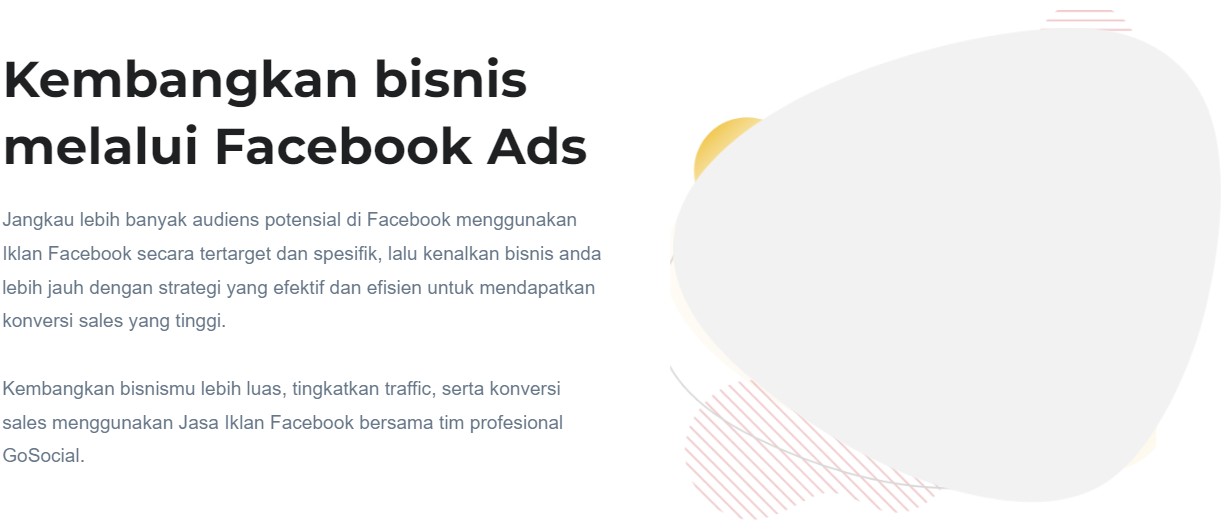 Kembangkan bisnis
melalui Facebook Ads
Jangkau lebih banyak audiens potensial di Facebook menggunakan
Iklan Facebook secara tertarget dan spesifik, lalu kenalkan bisnis anda
lebih jauh dengan strategi yang efektif dan efisien untuk mendapatkan
konversi sales yang tinggi.
Kembangkan bisnismu lebih luas, tingkatkan traffic, serta konversi
sales menggunakan Jasa Iklan Facebook bersama tim profesional
GoSocial.